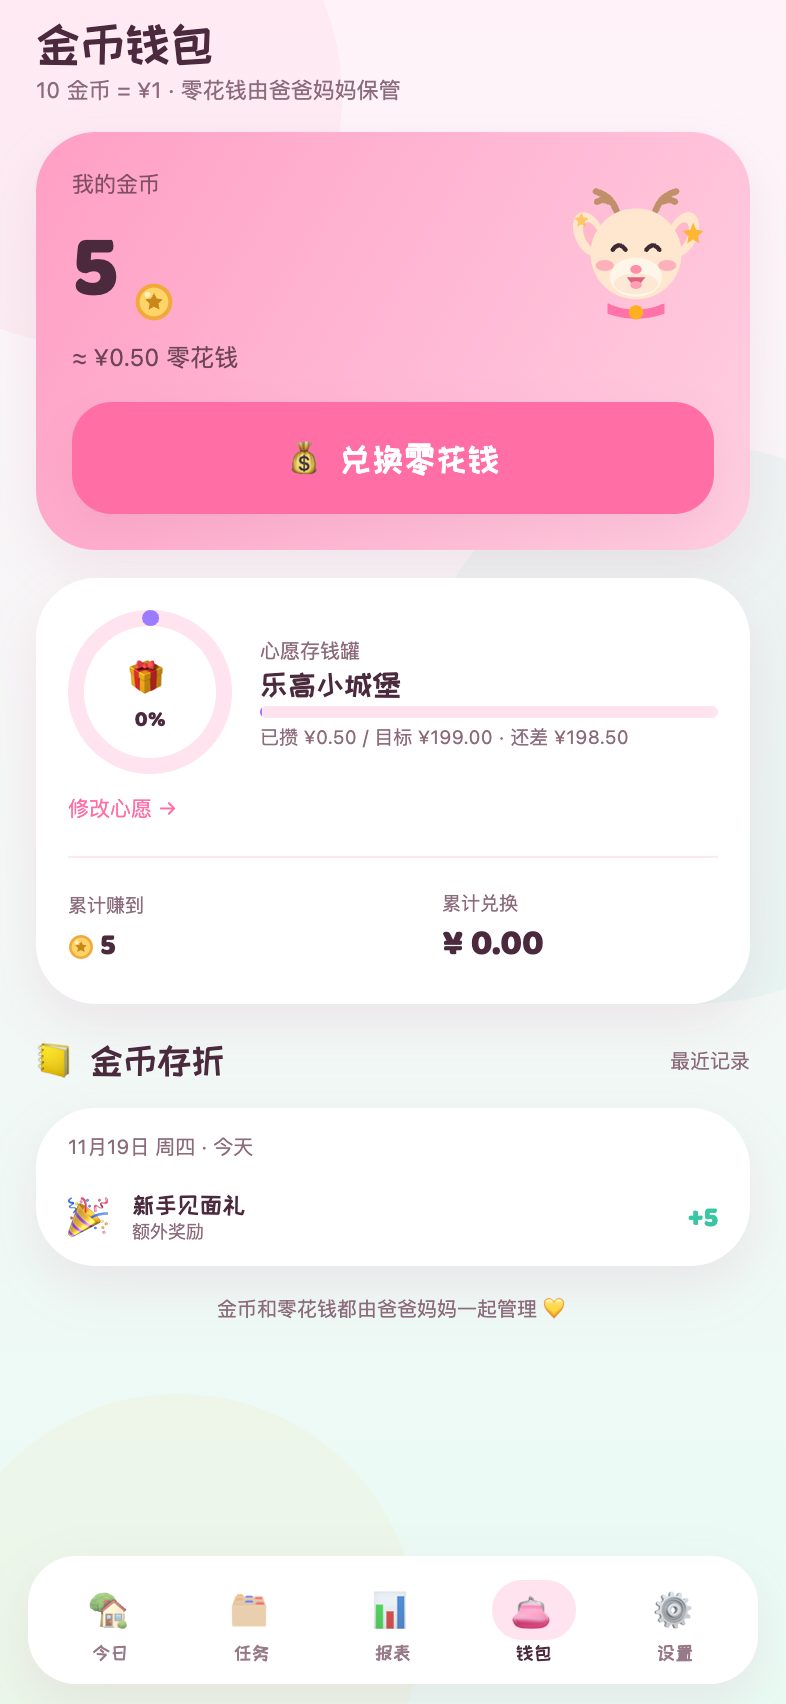 金币钱包
10 金币 = ¥1 · 零花钱由爸爸妈妈保管
我的金币
5
≈ ¥0.50 零花钱
兑换零花钱
0%
心愿存钱罐
乐高小城堡
已攒 ¥0.50 / 目标 ¥199.00 · 还差 ¥198.50
修改心愿 →
累计赚到
5
累计兑换
¥ 0.00
金币存折
最近记录
11月19日 周四 · 今天
新手见面礼
额外奖励
+5
金币和零花钱都由爸爸妈妈一起管理 💛
今日
任务
报表
钱包
设置